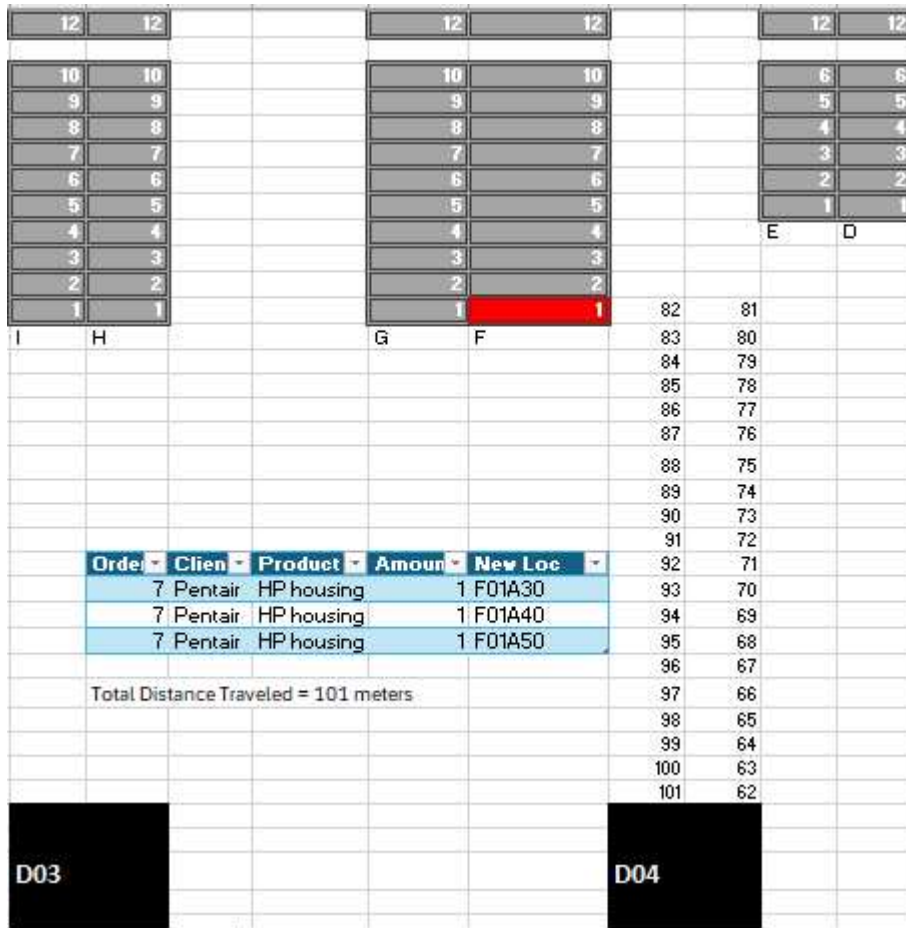 12 12 12 12 12 12
10 10 10 10 6 6
9 9 9 9 5 5
8 8 8 8 4 4
7 7 7 7 3 3
6 6 6 6 2 2
5 5 5 5 1 1
4 4 4 4 E D
3 3 3 3
2 2 2 2
1 1 1 1 82 81
I H G F 83 80
84 79
85 78
86 77
87 76
88 75
89 74
90 73
91 72
Order Clien Product Amoun New Loc 92 71
7 Pentair HP housing 1 F01A30 93 70
7 Pentair HP housing 1 F01A40 94 69
7 Pentair HP housing 1 F01A50 95 68
96 67
Total Distance Traveled = 101 meters 97 66
98 65
99 64
100 63
101 62
D03 D04